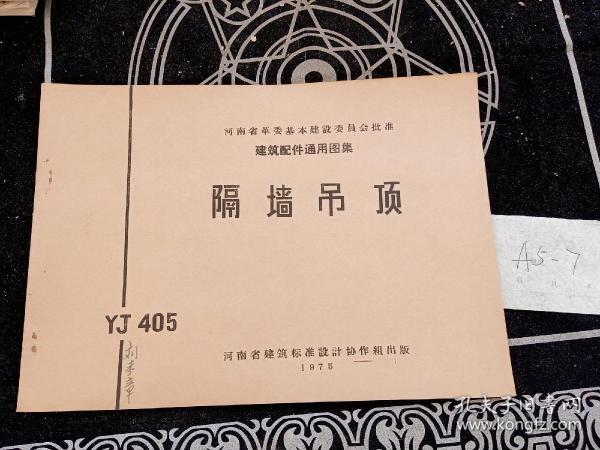 河南省革委基本建設委員会批准
建筑配件通用图集
隔墙吊顶
YJ 405
河南省建筑标准設計协作組出版
1975
A5-7
孔夫子旧书网
www.kongfz.com